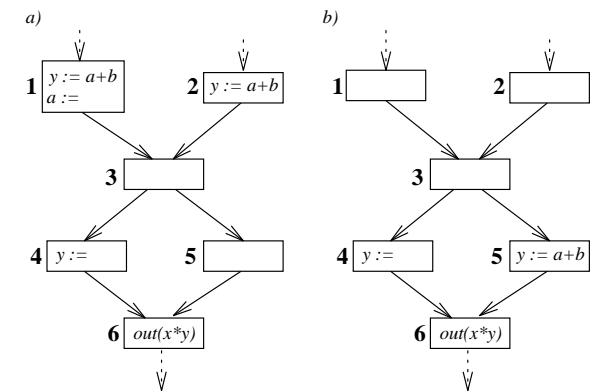 a)
b)
1
y := a+b
a :=
2
y := a+b
1
2
3
3
4
y :=
5
4
y :=
5
y := a+b
6
out(x*y)
6
out(x*y)